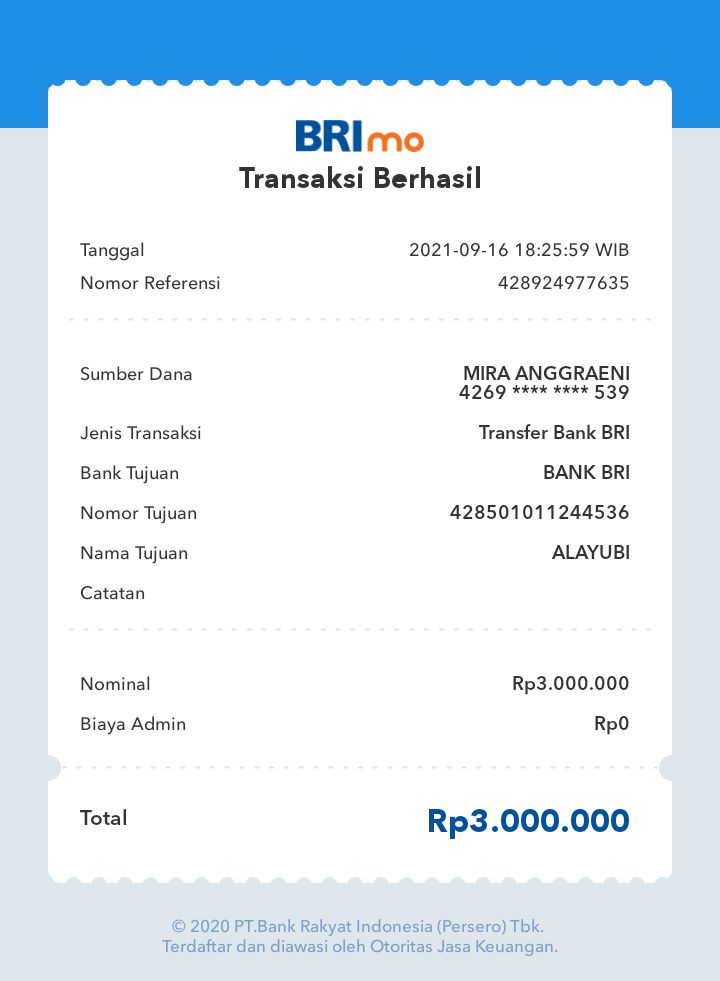 BRImo
Transaksi Berhasil
Tanggal 2021-09-16 18:25:59 WIB
Nomor Referensi 428924977635
Sumber Dana MIRA ANGGRAENI
4269 **** **** 539
Jenis Transaksi Transfer Bank BRI
Bank Tujuan BANK BRI
Nomor Tujuan 428501011244536
Nama Tujuan ALAYUBI
Catatan
Nominal Rp3.000.000
Biaya Admin Rp0
Total Rp3.000.000
© 2020 PT.Bank Rakyat Indonesia (Persero) Tbk.
Terdaftar dan diawasi oleh Otoritas Jasa Keuangan.